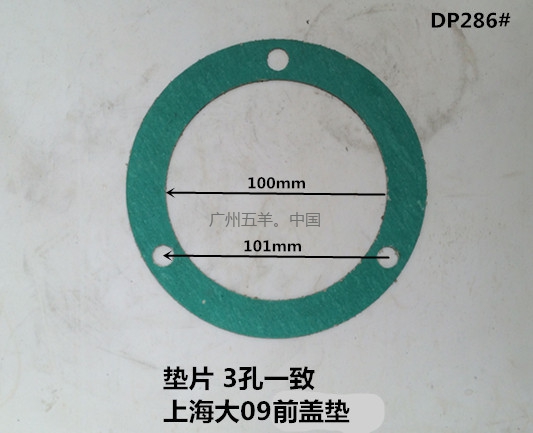 DP286#
100mm
广州五羊。中国
101mm
垫片 3孔一致
上海大09前盖垫